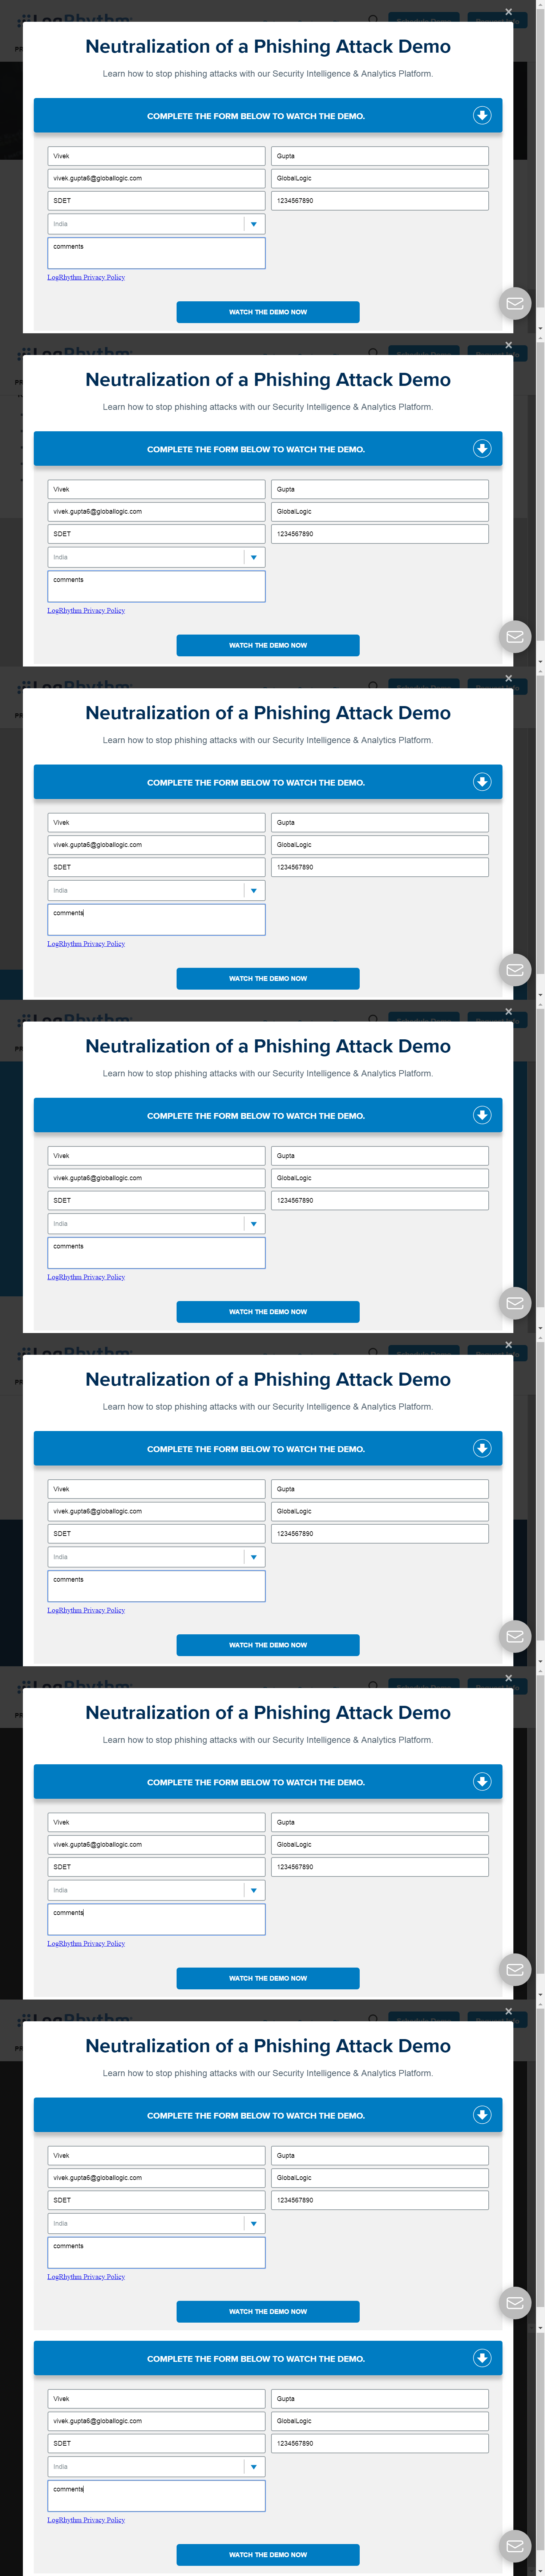 Neutralization of a Phishing Attack Demo
Learn how to stop phishing attacks with our Security Intelligence & Analytics Platform.
COMPLETE THE FORM BELOW TO WATCH THE DEMO.
Vivek Gupta
vivek.gupta6@globallogic.com GlobalLogic
SDET 1234567890
India
comments
LogRhythm Privacy Policy
WATCH THE DEMO NOW
Neutralization of a Phishing Attack Demo
Learn how to stop phishing attacks with our Security Intelligence & Analytics Platform.
COMPLETE THE FORM BELOW TO WATCH THE DEMO.
Vivek Gupta
vivek.gupta6@globallogic.com GlobalLogic
SDET 1234567890
India
comments
LogRhythm Privacy Policy
WATCH THE DEMO NOW
Neutralization of a Phishing Attack Demo
Learn how to stop phishing attacks with our Security Intelligence & Analytics Platform.
COMPLETE THE FORM BELOW TO WATCH THE DEMO.
Vivek Gupta
vivek.gupta6@globallogic.com GlobalLogic
SDET 1234567890
India
comments
LogRhythm Privacy Policy
WATCH THE DEMO NOW
Neutralization of a Phishing Attack Demo
Learn how to stop phishing attacks with our Security Intelligence & Analytics Platform.
COMPLETE THE FORM BELOW TO WATCH THE DEMO.
Vivek Gupta
vivek.gupta6@globallogic.com GlobalLogic
SDET 1234567890
India
comments
LogRhythm Privacy Policy
WATCH THE DEMO NOW
Neutralization of a Phishing Attack Demo
Learn how to stop phishing attacks with our Security Intelligence & Analytics Platform.
COMPLETE THE FORM BELOW TO WATCH THE DEMO.
Vivek Gupta
vivek.gupta6@globallogic.com GlobalLogic
SDET 1234567890
India
comments
LogRhythm Privacy Policy
WATCH THE DEMO NOW
Neutralization of a Phishing Attack Demo
Learn how to stop phishing attacks with our Security Intelligence & Analytics Platform.
COMPLETE THE FORM BELOW TO WATCH THE DEMO.
Vivek Gupta
vivek.gupta6@globallogic.com GlobalLogic
SDET 1234567890
India
comments
LogRhythm Privacy Policy
WATCH THE DEMO NOW
Neutralization of a Phishing Attack Demo
Learn how to stop phishing attacks with our Security Intelligence & Analytics Platform.
COMPLETE THE FORM BELOW TO WATCH THE DEMO.
Vivek Gupta
vivek.gupta6@globallogic.com GlobalLogic
SDET 1234567890
India
comments
LogRhythm Privacy Policy
WATCH THE DEMO NOW
COMPLETE THE FORM BELOW TO WATCH THE DEMO.
Vivek Gupta
vivek.gupta6@globallogic.com GlobalLogic
SDET 1234567890
India
comments
LogRhythm Privacy Policy
WATCH THE DEMO NOW